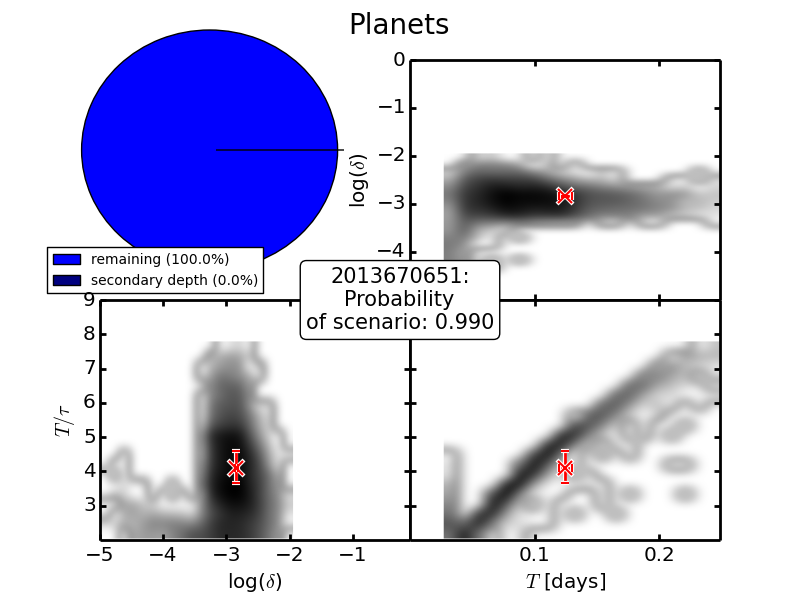 Planets
remaining (100.0%)
secondary depth (0.0%)
2013670651:
Probability
of scenario: 0.990
log(δ)
0
−1
−2
−3
−4
T/τ
9
8
7
6
5
4
3
−5 −4 −3 −2 −1
log(δ)
0.1 0.2
T [days]